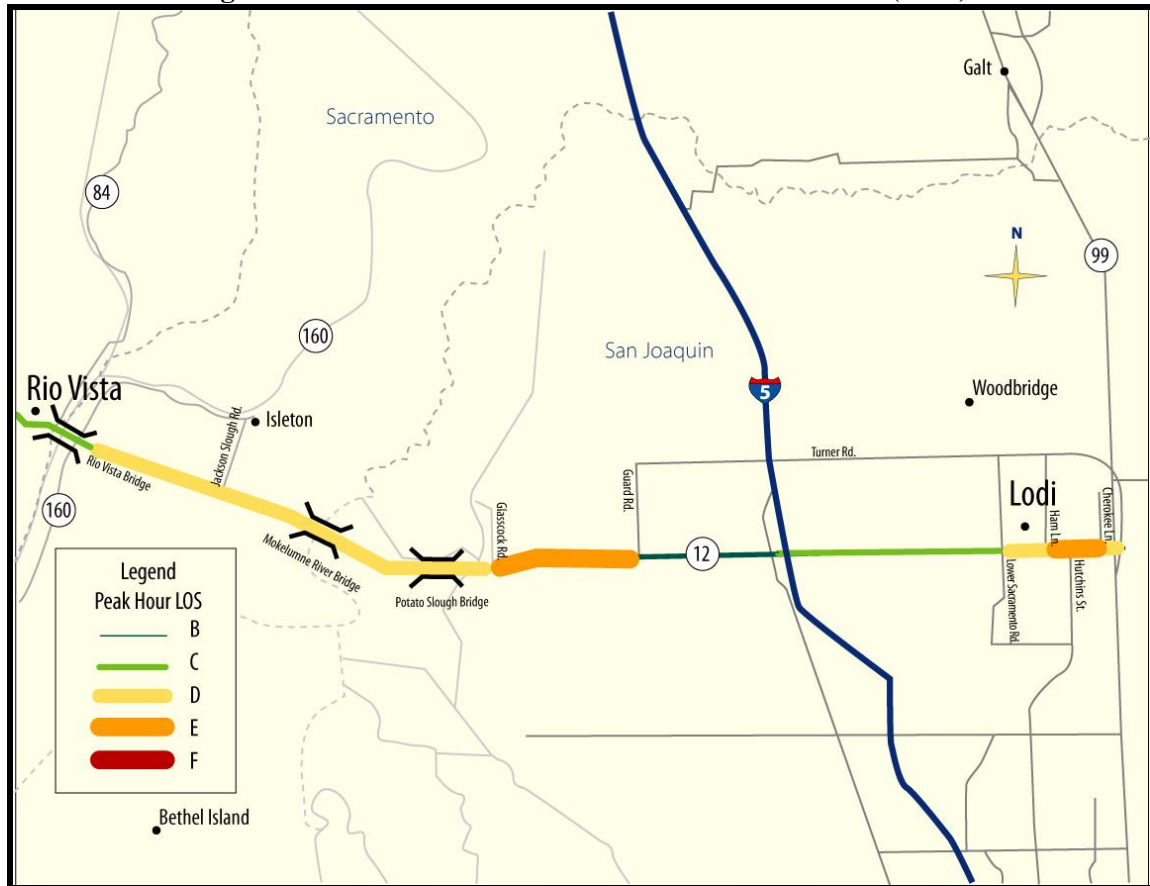 Galt
Sacramento
84
99
N
160
San Joaquin
5
Rio Vista
Woodbridge
Isleton
Jackson Slough Rd.
Turner Rd.
Rio Vista Bridge
Guard Rd.
Lodi
Ham Ln.
Cherokee Ln.
160
Glasscock Rd.
Mokelumne River Bridge
12
Potato Slough Bridge
Lower Sacramento Rd.
Hutchins St.
Legend
Peak Hour LOS
B
C
D
E
F
Bethel Island